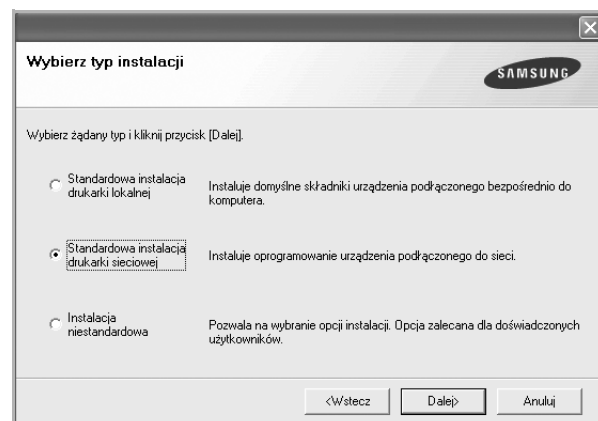 Wybierz typ instalacji
SAMSUNG
Wybierz żądany typ i kliknij przycisk [Dalej].
Standardowa instalacja
drukarki lokalnej
Instaluje domyślne składniki urządzenia podłączonego bezpośrednio do
komputera.
Standardowa instalacja
drukarki sieciowej
Instaluje oprogramowanie urządzenia podłączonego do sieci.
Instalacja
niestandardowa
Pozwala na wybranie opcji instalacji. Opcja zalecana dla doświadczonych
użytkowników.
<Wstecz
Dalej>
Anuluj